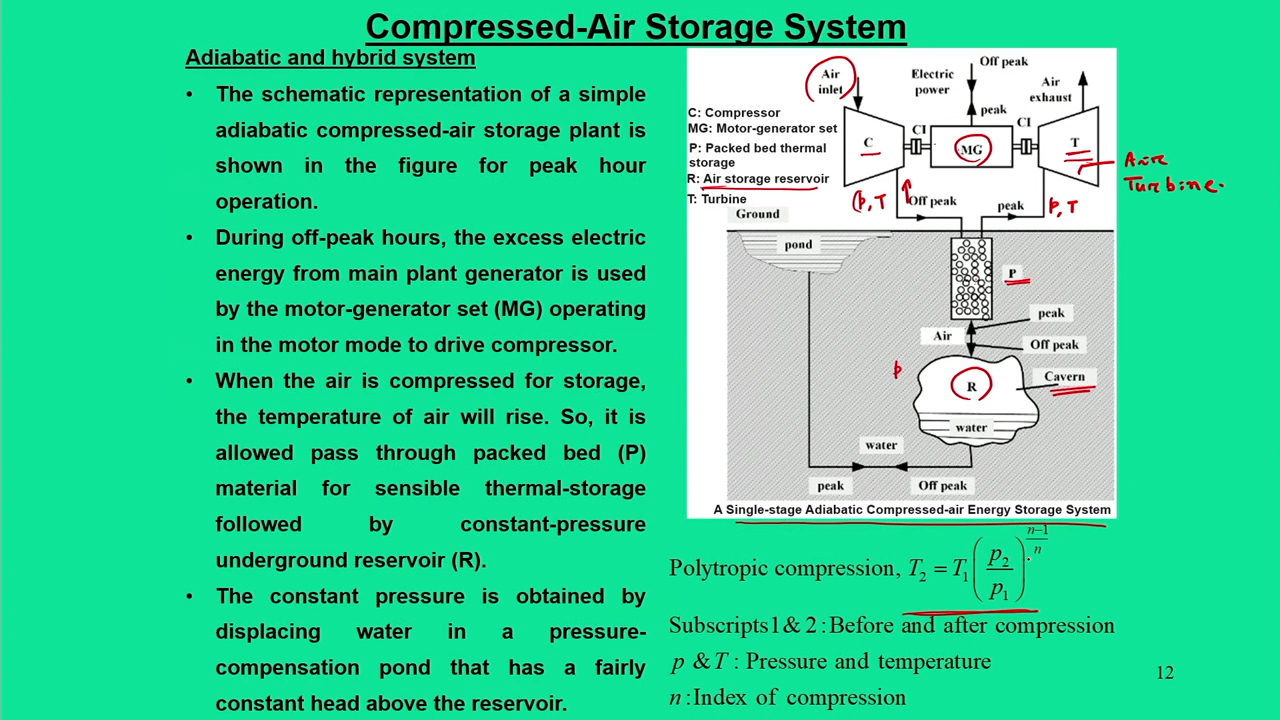 Compressed-Air Storage System
Adiabatic and hybrid system
• The schematic representation of a simple
adiabatic compressed-air storage plant is
shown in the figure for peak hour
operation.
• During off-peak hours, the excess electric
energy from main plant generator is used
by the motor-generator set (MG) operating
in the motor mode to drive compressor.
• When the air is compressed for storage,
the temperature of air will rise. So, it is
allowed pass through packed bed (P)
material for sensible thermal-storage
followed by constant-pressure
underground reservoir (R).
• The constant pressure is obtained by
displacing water in a pressure-
compensation pond that has a fairly
constant head above the reservoir.
C: Compressor
MG: Motor-generator set
P: Packed bed thermal
storage
R: Air storage reservoir
T: Turbine
Air
inlet
Electric
power
Off peak
peak
Air
exhaust
C
CI
MG
CI
T
Air
Turbine.
(p, T
Off peak
peak
p, T
Ground
pond
P
peak
Air
Off peak
p
R
Cavern
water
water
peak
Off peak
A Single-stage Adiabatic Compressed-air Energy Storage System
Polytropic compression, T₂ = T₁ (p₂/p₁)^((n−1)/n)
Subscripts1 & 2 :Before and after compression
p & T : Pressure and temperature
n :Index of compression
12